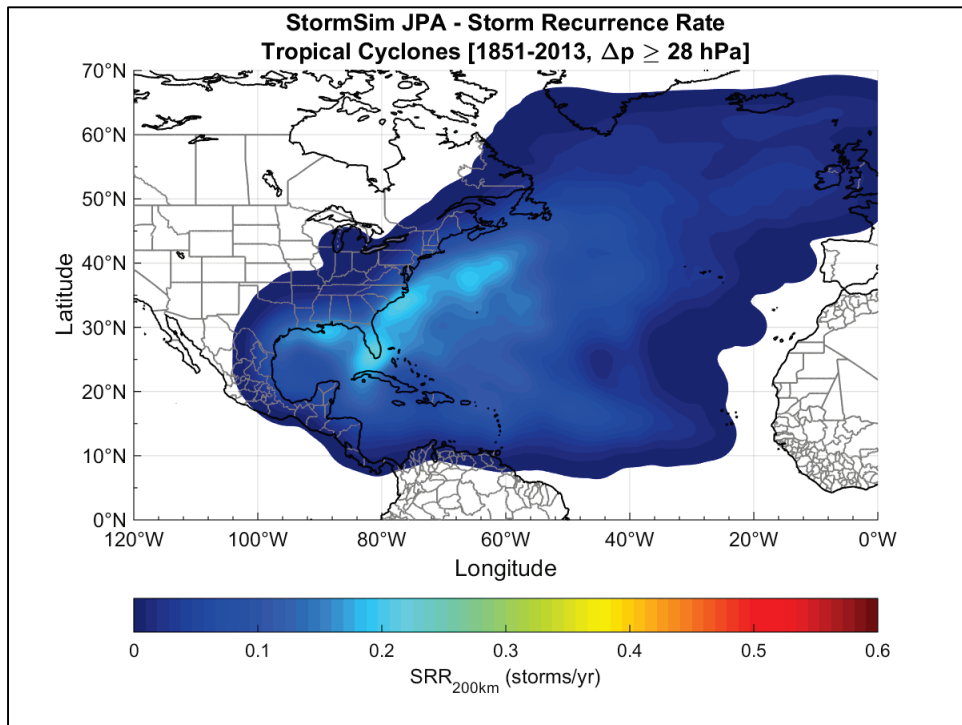 StormSim JPA - Storm Recurrence Rate
Tropical Cyclones [1851-2013, Δp ≥ 28 hPa]
70°N
60°N
50°N
40°N
30°N
20°N
10°N
0°N
Latitude
120°W 100°W 80°W 60°W 40°W 20°W 0°W
Longitude
0 0.1 0.2 0.3 0.4 0.5 0.6
SRR200km (storms/yr)